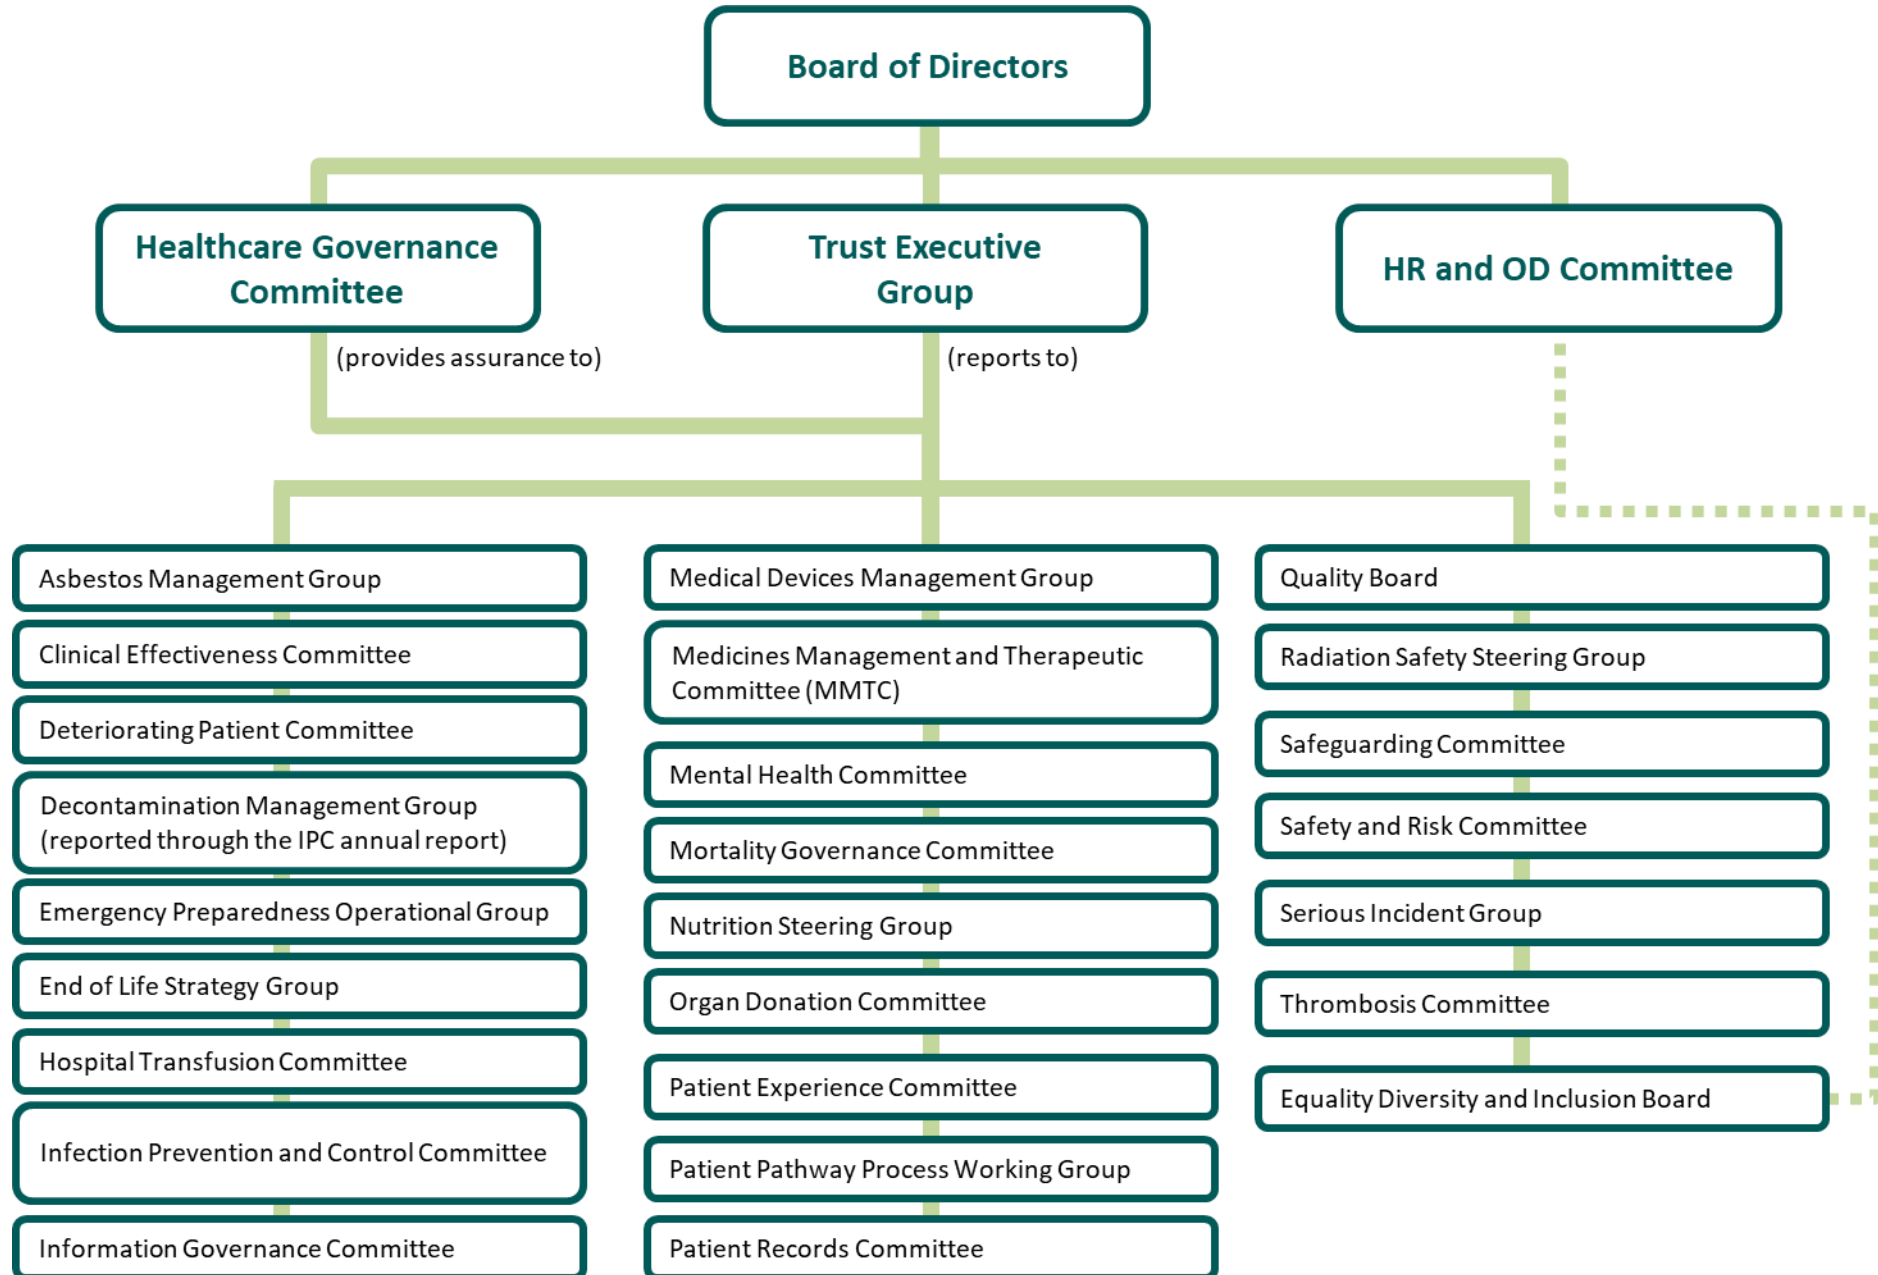 Board of Directors
Healthcare Governance
Committee
Trust Executive
Group
HR and OD Committee
(provides assurance to)
(reports to)
Asbestos Management Group
Clinical Effectiveness Committee
Deteriorating Patient Committee
Decontamination Management Group
(reported through the IPC annual report)
Emergency Preparedness Operational Group
End of Life Strategy Group
Hospital Transfusion Committee
Infection Prevention and Control Committee
Information Governance Committee
Medical Devices Management Group
Medicines Management and Therapeutic
Committee (MMTC)
Mental Health Committee
Mortality Governance Committee
Nutrition Steering Group
Organ Donation Committee
Patient Experience Committee
Patient Pathway Process Working Group
Patient Records Committee
Quality Board
Radiation Safety Steering Group
Safeguarding Committee
Safety and Risk Committee
Serious Incident Group
Thrombosis Committee
Equality Diversity and Inclusion Board